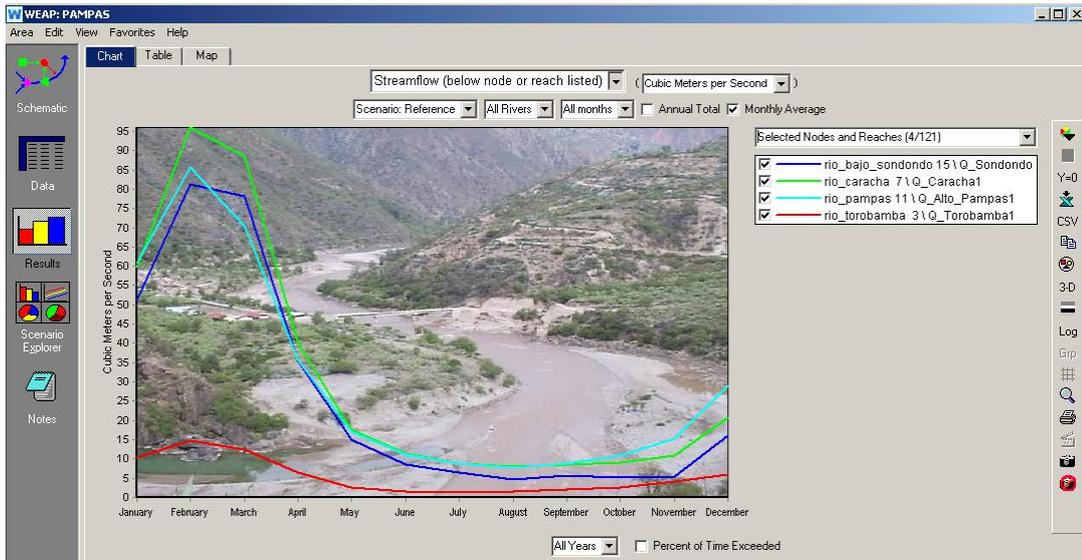 WEAP: PAMPAS
Area Edit View Favorites Help
Chart Table Map
Streamflow (below node or reach listed) ( Cubic Meters per Second )
Scenario: Reference All Rivers All months Annual Total Monthly Average
Schematic
Data
Results
Scenario
Explorer
Notes
Cubic Meters per Second
95
90
85
80
75
70
65
60
55
50
45
40
35
30
25
20
15
10
5
0
January February March April May June July August September October November December
Selected Nodes and Reaches (4/121)
rio_bajo_sondondo 15 \ Q_Sondondo
rio_caracha 7 \ Q_Caracha1
rio_pampas 11 \ Q_Alto_Pampas1
rio_torobamba 3 \ Q_Torobamba1
Y=0
CSV
3-D
Log
Grp
All Years Percent of Time Exceeded